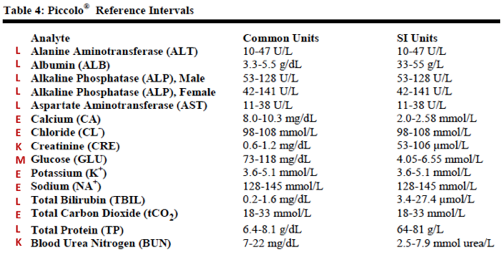 Table 4: Piccolo® Reference Intervals
Analyte Common Units SI Units
L Alanine Aminotransferase (ALT) 10-47 U/L 10-47 U/L
L Albumin (ALB) 3.3-5.5 g/dL 33-55 g/L
L Alkaline Phosphatase (ALP), Male 53-128 U/L 53-128 U/L
L Alkaline Phosphatase (ALP), Female 42-141 U/L 42-141 U/L
L Aspartate Aminotransferase (AST) 11-38 U/L 11-38 U/L
E Calcium (CA) 8.0-10.3 mg/dL 2.0-2.58 mmol/L
E Chloride (CL⁻) 98-108 mmol/L 98-108 mmol/L
K Creatinine (CRE) 0.6-1.2 mg/dL 53-106 µmol/L
M Glucose (GLU) 73-118 mg/dL 4.05-6.55 mmol/L
E Potassium (K⁺) 3.6-5.1 mmol/L 3.6-5.1 mmol/L
E Sodium (NA⁺) 128-145 mmol/L 128-145 mmol/L
L Total Bilirubin (TBIL) 0.2-1.6 mg/dL 3.4-27.4 µmol/L
E Total Carbon Dioxide (tCO₂) 18-33 mmol/L 18-33 mmol/L
L Total Protein (TP) 6.4-8.1 g/dL 64-81 g/L
K Blood Urea Nitrogen (BUN) 7-22 mg/dL 2.5-7.9 mmol urea/L